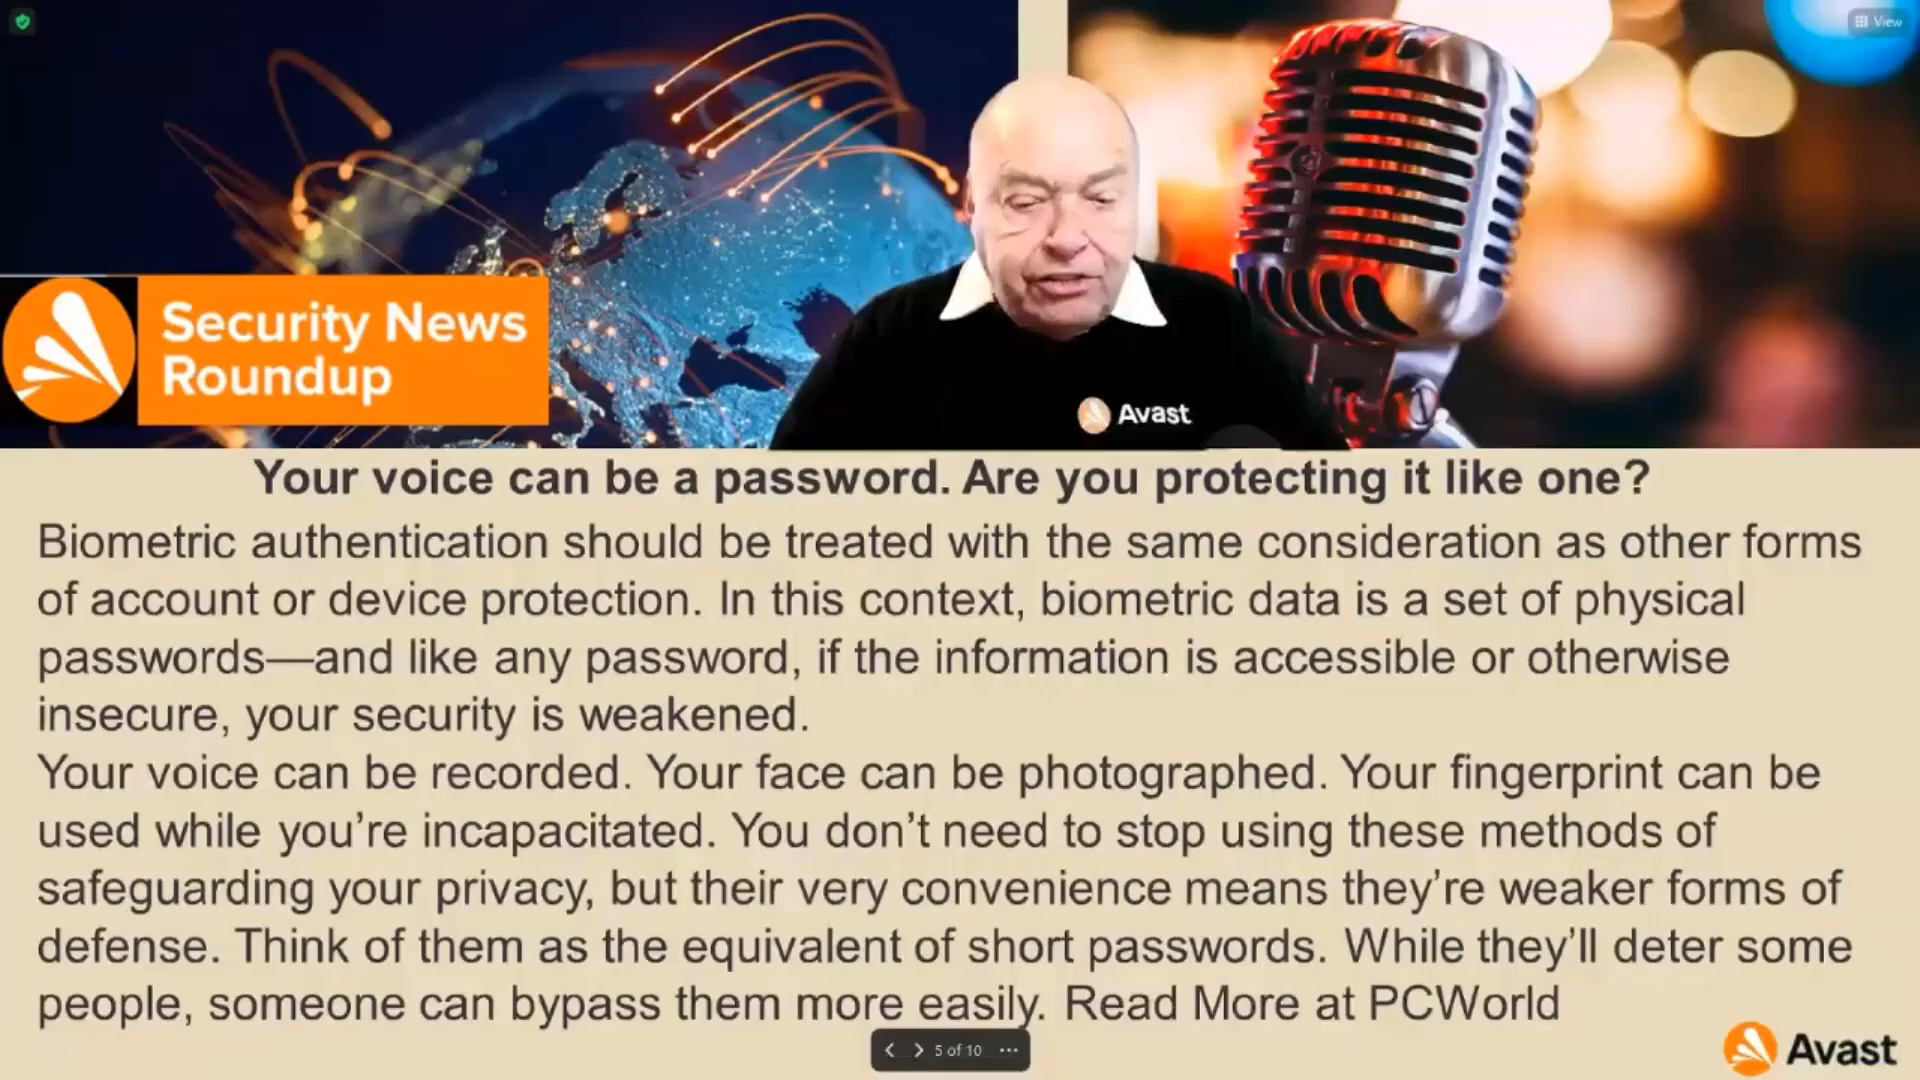 View
Security News
Roundup
Avast
Your voice can be a password. Are you protecting it like one?
Biometric authentication should be treated with the same consideration as other forms
of account or device protection. In this context, biometric data is a set of physical
passwords—and like any password, if the information is accessible or otherwise
insecure, your security is weakened.
Your voice can be recorded. Your face can be photographed. Your fingerprint can be
used while you’re incapacitated. You don’t need to stop using these methods of
safeguarding your privacy, but their very convenience means they’re weaker forms of
defense. Think of them as the equivalent of short passwords. While they’ll deter some
people, someone can bypass them more easily. Read More at PCWorld
5 of 10
Avast